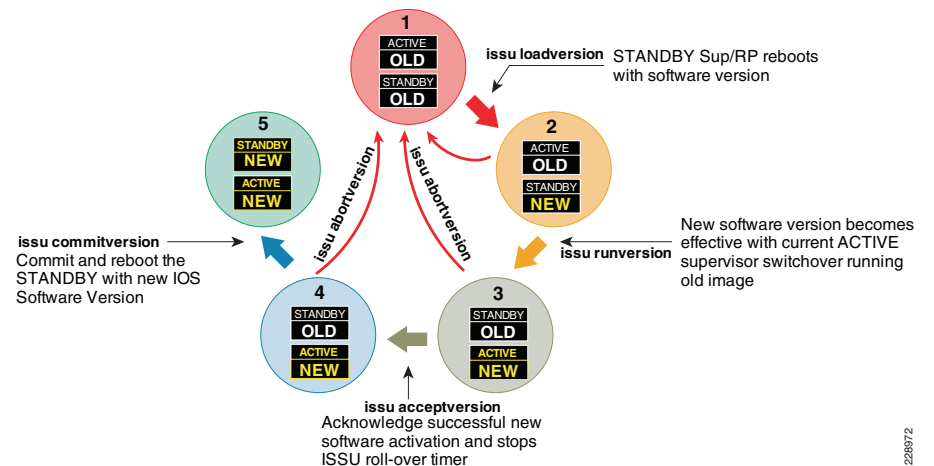 1
ACTIVE
OLD
STANDBY
OLD
issu loadversion
STANDBY Sup/RP reboots
with software version
2
ACTIVE
OLD
STANDBY
NEW
5
STANDBY
NEW
ACTIVE
NEW
issu abortversion
issu abortversion
issu commitversion
Commit and reboot the
STANDBY with new IOS
Software Version
issu runversion
New software version becomes
effective with current ACTIVE
supervisor switchover running
old image
4
STANDBY
OLD
ACTIVE
NEW
3
STANDBY
OLD
ACTIVE
NEW
issu acceptversion
Acknowledge successful new
software activation and stops
ISSU roll-over timer
228972